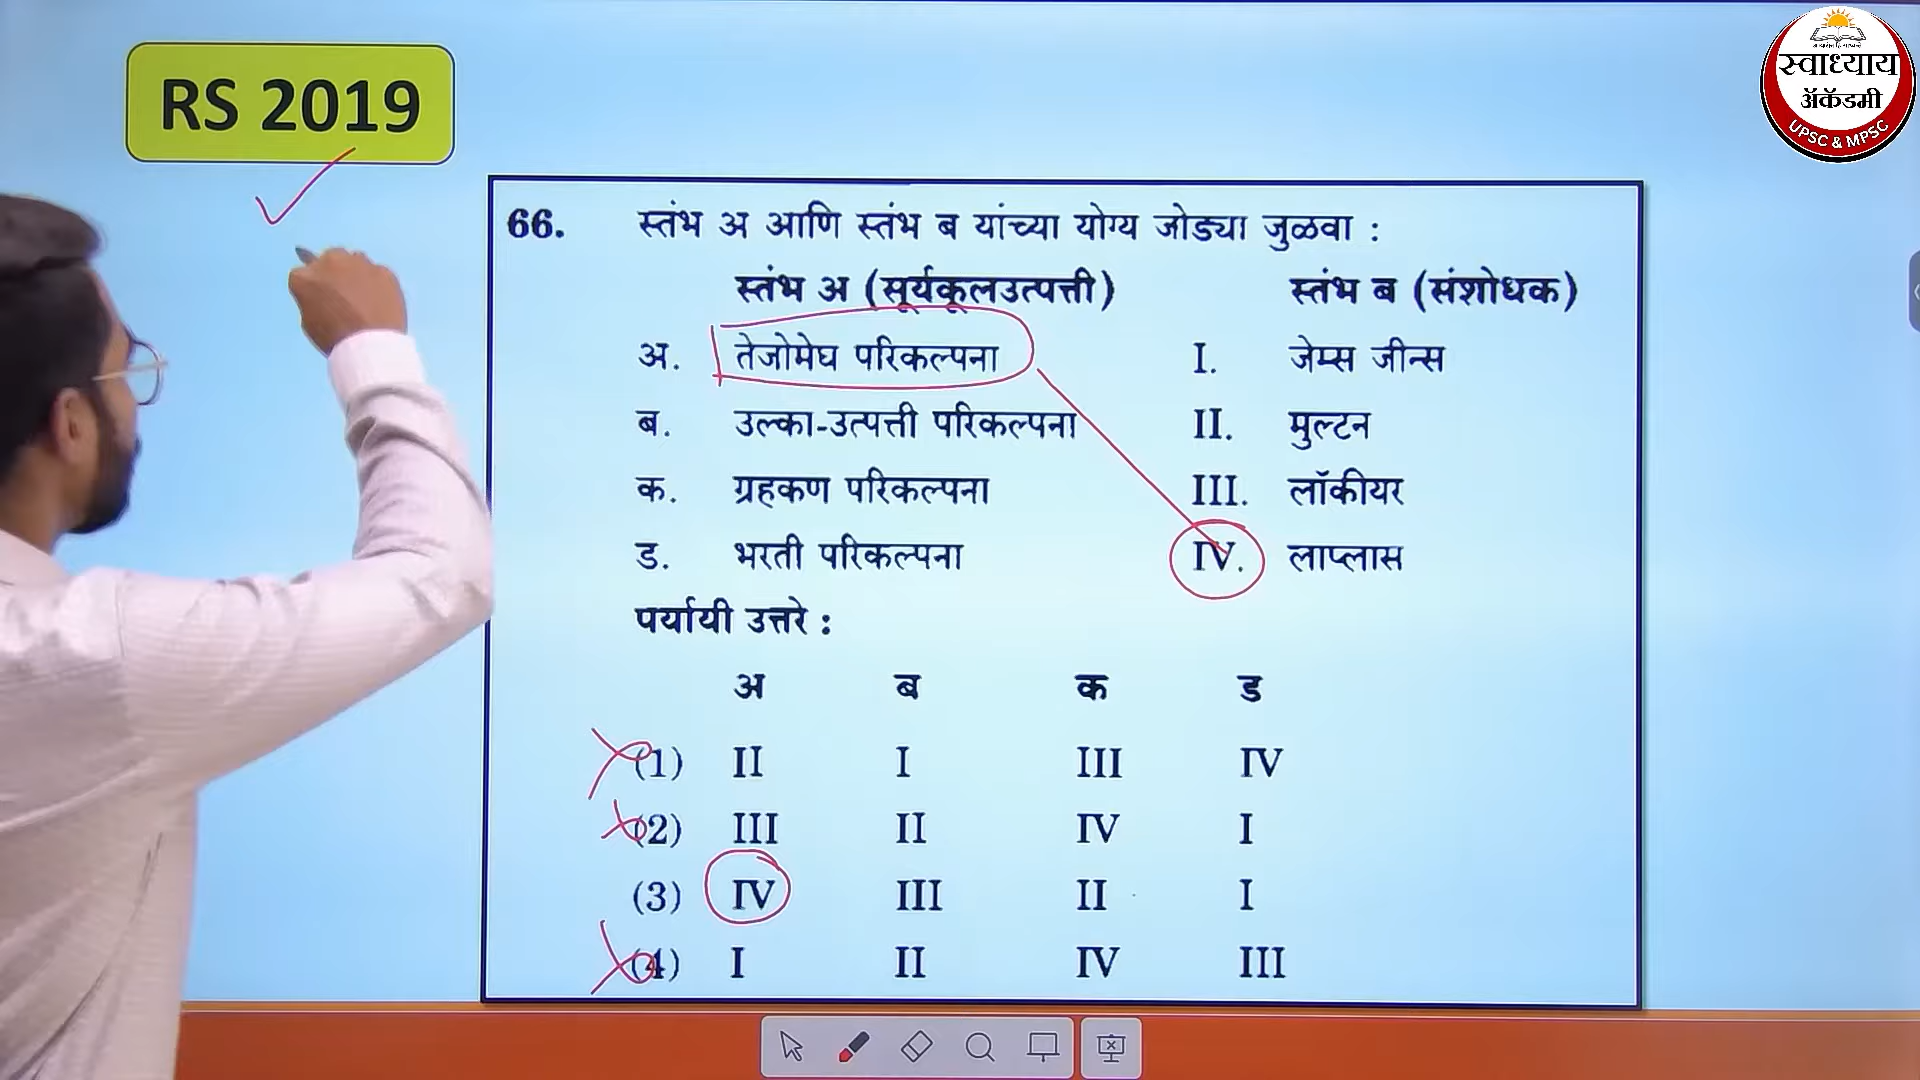 RS 2019
स्वाध्याय
ॲकॅडमी
UPSC & MPSC
66. स्तंभ अ आणि स्तंभ ब यांच्या योग्य जोड्या जुळवा :
स्तंभ अ (सूर्यकूलउत्पत्ती) स्तंभ ब (संशोधक)
अ. तेजोमेघ परिकल्पना I. जेम्स जीन्स
ब. उल्का-उत्पत्ती परिकल्पना II. मुल्टन
क. ग्रहकण परिकल्पना III. लॉकीयर
ड. भरती परिकल्पना IV. लाप्लास
पर्यायी उत्तरे :
अ ब क ड
(1) II I III IV
(2) III II IV I
(3) IV III II I
(4) I II IV III